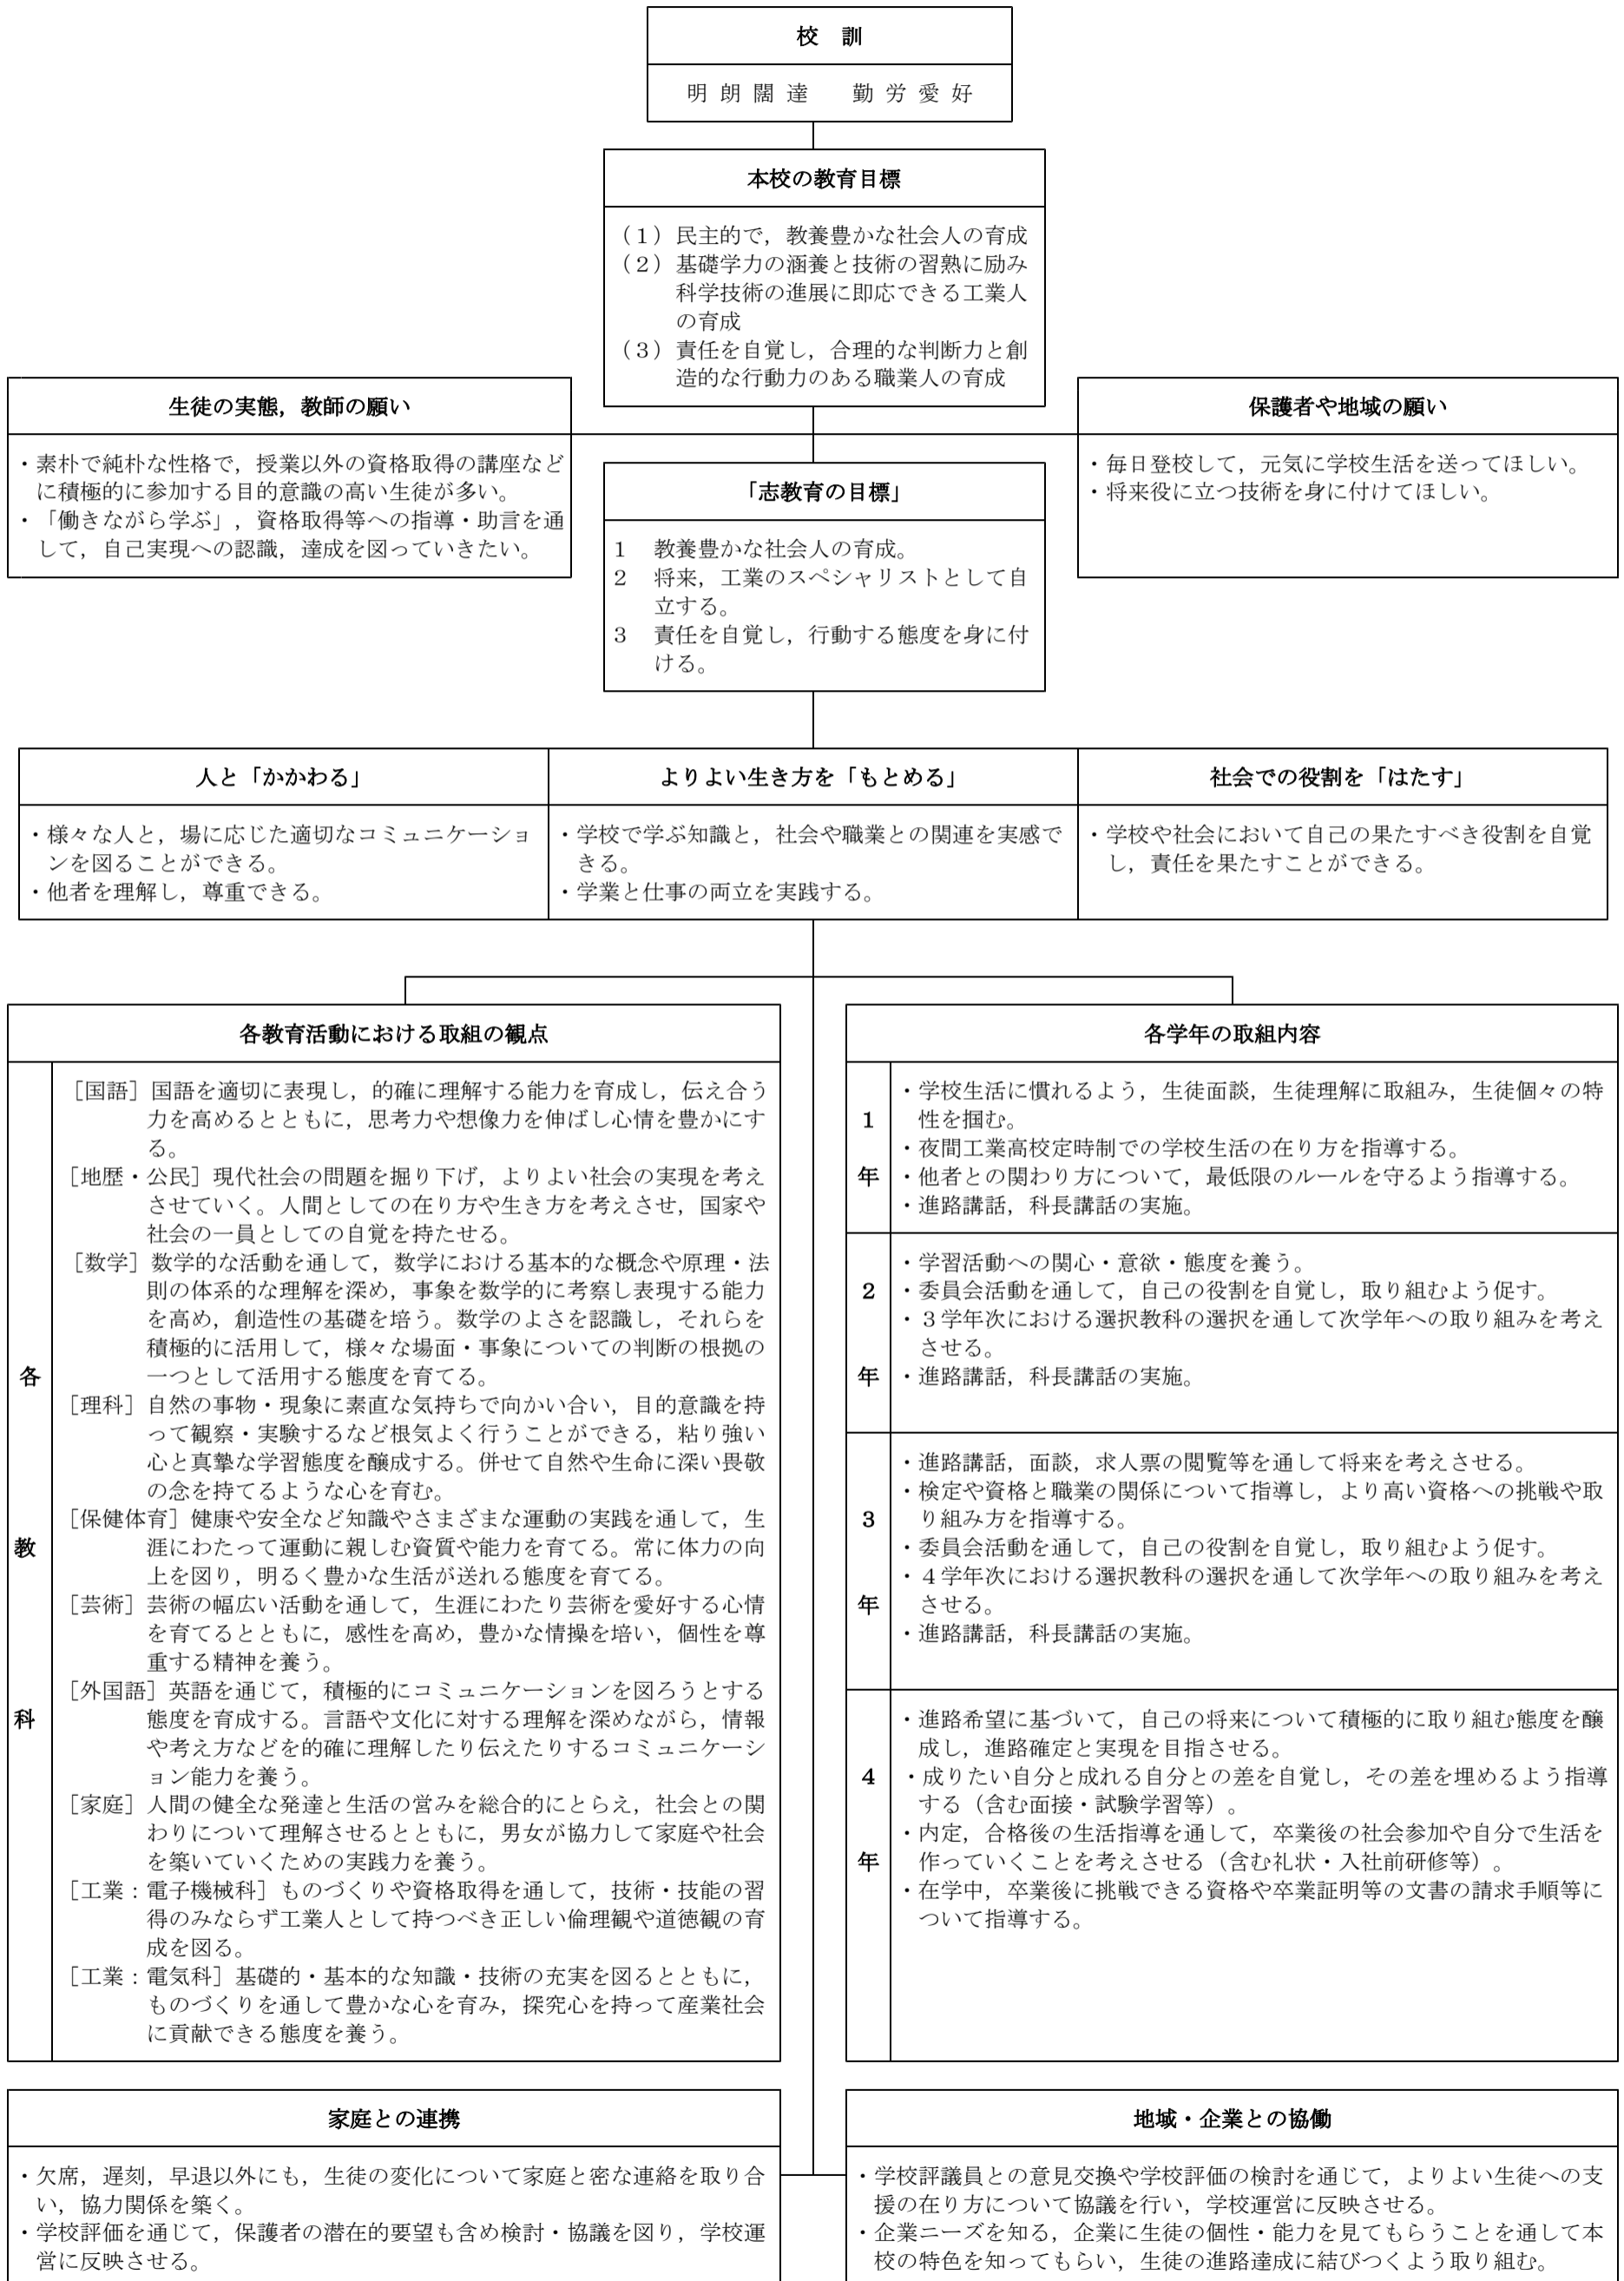 校　訓
明 朗 闊 達　勤 労 愛 好
本校の教育目標
（１）民主的で，教養豊かな社会人の育成
（２）基礎学力の涵養と技術の習熟に励み
科学技術の進展に即応できる工業人
の育成
（３）責任を自覚し，合理的な判断力と創
造的な行動力のある職業人の育成
生徒の実態，教師の願い
・素朴で純朴な性格で，授業以外の資格取得の講座など
に積極的に参加する目的意識の高い生徒が多い。
・「働きながら学ぶ」，資格取得等への指導・助言を通
して，自己実現への認識，達成を図っていきたい。
保護者や地域の願い
・毎日登校して，元気に学校生活を送ってほしい。
・将来役に立つ技術を身に付けてほしい。
「志教育の目標」
１　教養豊かな社会人の育成。
２　将来，工業のスペシャリストとして自
立する。
３　責任を自覚し，行動する態度を身に付
ける。
人と「かかわる」
・様々な人と，場に応じた適切なコミュニケーショ
ンを図ることができる。
・他者を理解し，尊重できる。
よりよい生き方を「もとめる」
・学校で学ぶ知識と，社会や職業との関連を実感で
きる。
・学業と仕事の両立を実践する。
社会での役割を「はたす」
・学校や社会において自己の果たすべき役割を自覚
し，責任を果たすことができる。
各教育活動における取組の観点
各
教
科
［国語］国語を適切に表現し，的確に理解する能力を育成し，伝え合う
力を高めるとともに，思考力や想像力を伸ばし心情を豊かにす
る。
［地歴・公民］現代社会の問題を掘り下げ，よりよい社会の実現を考え
させていく。人間としての在り方や生き方を考えさせ，国家や
社会の一員としての自覚を持たせる。
［数学］数学的な活動を通して，数学における基本的な概念や原理・法
則の体系的な理解を深め，事象を数学的に考察し表現する能力
を高め，創造性の基礎を培う。数学のよさを認識し，それらを
積極的に活用して，様々な場面・事象についての判断の根拠の
一つとして活用する態度を育てる。
［理科］自然の事物・現象に素直な気持ちで向かい合い，目的意識を持
って観察・実験するなど根気よく行うことができる，粘り強い
心と真摯な学習態度を醸成する。併せて自然や生命に深い畏敬
の念を持てるような心を育む。
［保健体育］健康や安全など知識やさまざまな運動の実践を通して，生
涯にわたって運動に親しむ資質や能力を育てる。常に体力の向
上を図り，明るく豊かな生活が送れる態度を育てる。
［芸術］芸術の幅広い活動を通して，生涯にわたり芸術を愛好する心情
を育てるとともに，感性を高め，豊かな情操を培い，個性を尊
重する精神を養う。
［外国語］英語を通じて，積極的にコミュニケーションを図ろうとする
態度を育成する。言語や文化に対する理解を深めながら，情報
や考え方などを的確に理解したり伝えたりするコミュニケーシ
ョン能力を養う。
［家庭］人間の健全な発達と生活の営みを総合的にとらえ，社会との関
わりについて理解させるとともに，男女が協力して家庭や社会
を築いていくための実践力を養う。
［工業：電子機械科］ものづくりや資格取得を通して，技術・技能の習
得のみならず工業人として持つべき正しい倫理観や道徳観の育
成を図る。
［工業：電気科］基礎的・基本的な知識・技術の充実を図るとともに，
ものづくりを通して豊かな心を育み，探究心を持って産業社会
に貢献できる態度を養う。
各学年の取組内容
１
年
・学校生活に慣れるよう，生徒面談，生徒理解に取組み，生徒個々の特
性を掴む。
・夜間工業高校定時制での学校生活の在り方を指導する。
・他者との関わり方について，最低限のルールを守るよう指導する。
・進路講話，科長講話の実施。
２
年
・学習活動への関心・意欲・態度を養う。
・委員会活動を通して，自己の役割を自覚し，取り組むよう促す。
・３学年次における選択教科の選択を通して次学年への取り組みを考え
させる。
・進路講話，科長講話の実施。
３
年
・進路講話，面談，求人票の閲覧等を通して将来を考えさせる。
・検定や資格と職業の関係について指導し，より高い資格への挑戦や取
り組み方を指導する。
・委員会活動を通して，自己の役割を自覚し，取り組むよう促す。
・４学年次における選択教科の選択を通して次学年への取り組みを考え
させる。
・進路講話，科長講話の実施。
４
年
・進路希望に基づいて，自己の将来について積極的に取り組む態度を醸
成し，進路確定と実現を目指させる。
・成りたい自分と成れる自分との差を自覚し，その差を埋めるよう指導
する（含む面接・試験学習等）。
・内定，合格後の生活指導を通して，卒業後の社会参加や自分で生活を
作っていくことを考えさせる（含む礼状・入社前研修等）。
・在学中，卒業後に挑戦できる資格や卒業証明等の文書の請求手順等に
ついて指導する。
家庭との連携
・欠席，遅刻，早退以外にも，生徒の変化について家庭と密な連絡を取り合
い，協力関係を築く。
・学校評価を通じて，保護者の潜在的要望も含め検討・協議を図り，学校運
営に反映させる。
地域・企業との協働
・学校評議員との意見交換や学校評価の検討を通じて，よりよい生徒への支
援の在り方について協議を行い，学校運営に反映させる。
・企業ニーズを知る，企業に生徒の個性・能力を見てもらうことを通して本
校の特色を知ってもらい，生徒の進路達成に結びつくよう取り組む。